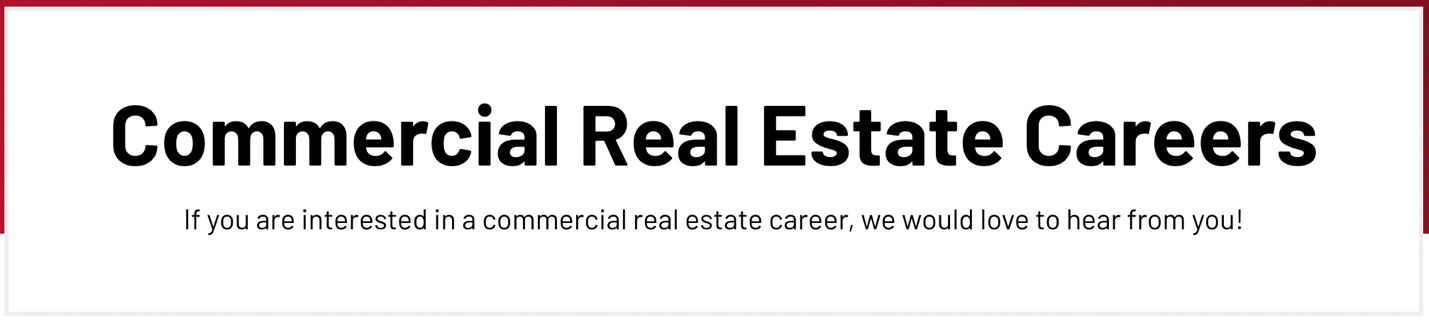 Commercial Real Estate Careers
If you are interested in a commercial real estate career, we would love to hear from you!